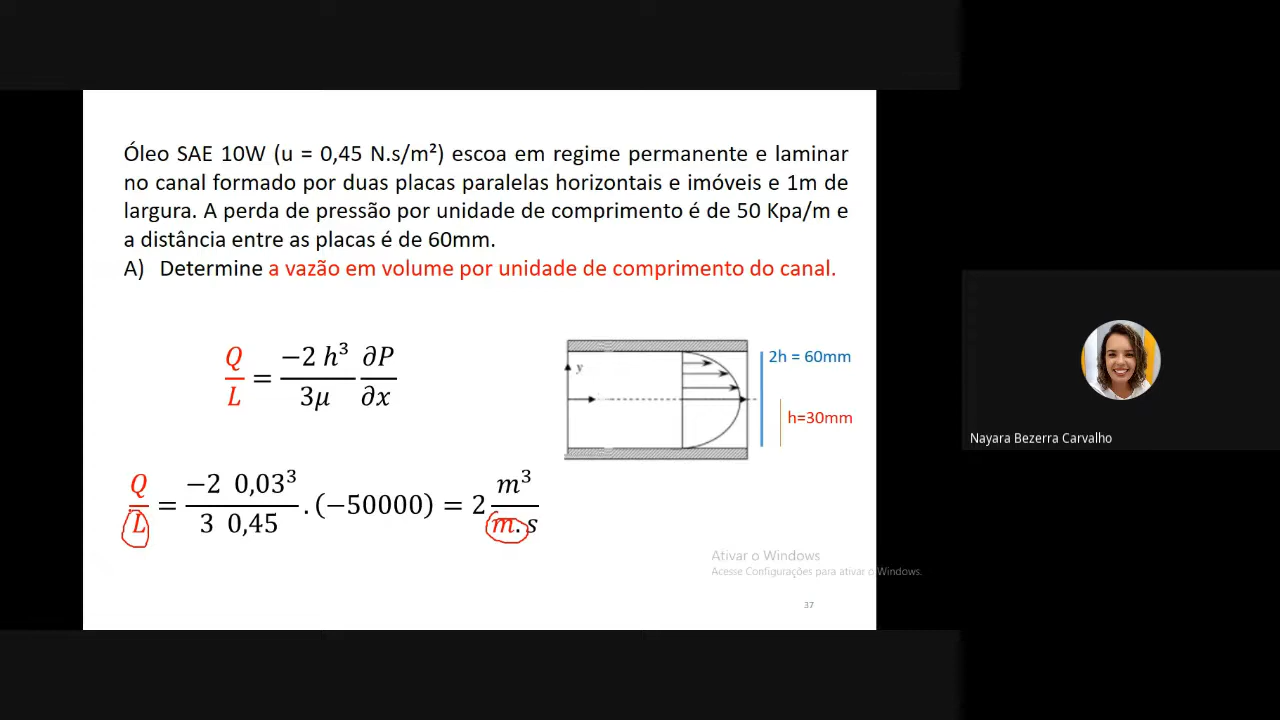 Óleo SAE 10W (u = 0,45 N.s/m²) escoa em regime permanente e laminar
no canal formado por duas placas paralelas horizontais e imóveis e 1m de
largura. A perda de pressão por unidade de comprimento é de 50 Kpa/m e
a distância entre as placas é de 60mm.
A) Determine a vazão em volume por unidade de comprimento do canal.
Q/L = −2 h³/3μ ∂P/∂x
y
2h = 60mm
h=30mm
Q/L = −2 0,03³/3 0,45 . (−50000) = 2 m³/m.s
Nayara Bezerra Carvalho
Ativar o Windows
Acesse Configurações para ativar o Windows.
37